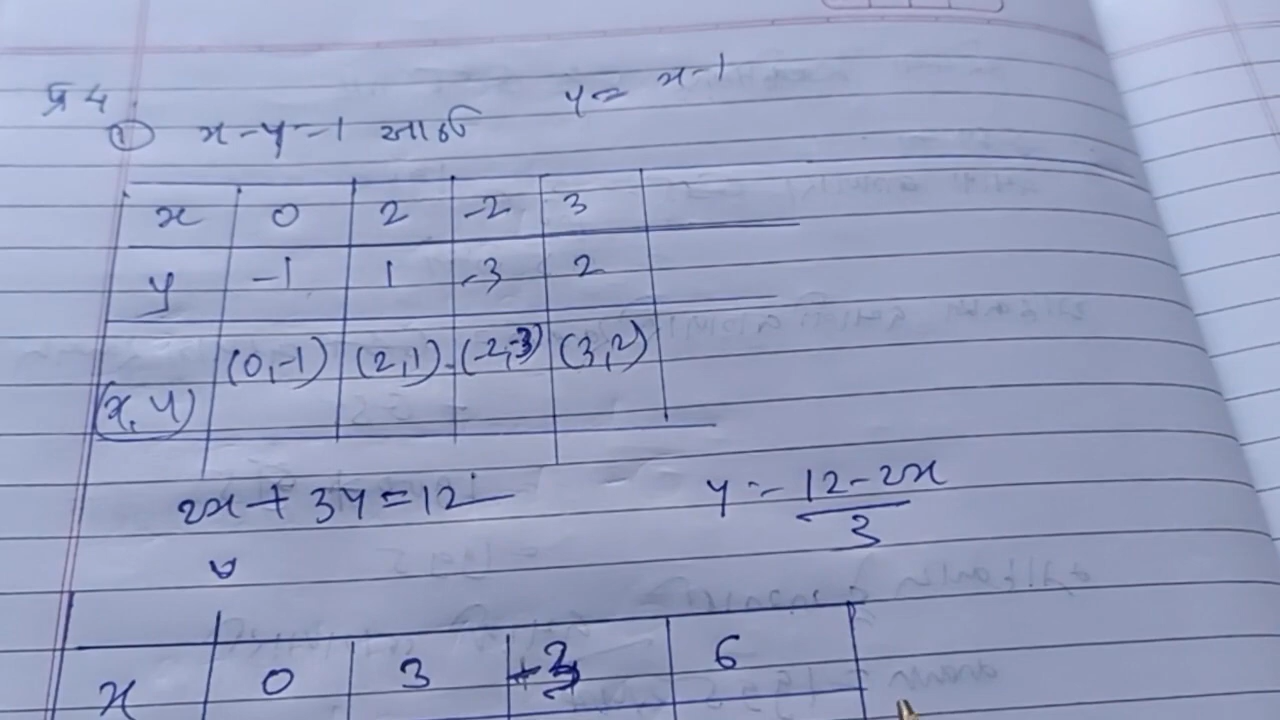 प्र 4
y = x-1
① x-y=1 आणि
x 0 2 -2 3
y -1 1 -3 2
(x, y) (0,-1) (2,1) (-2,-3) (3,2)
2x + 3y = 12 y = 12-2x/3
x 0 3 6